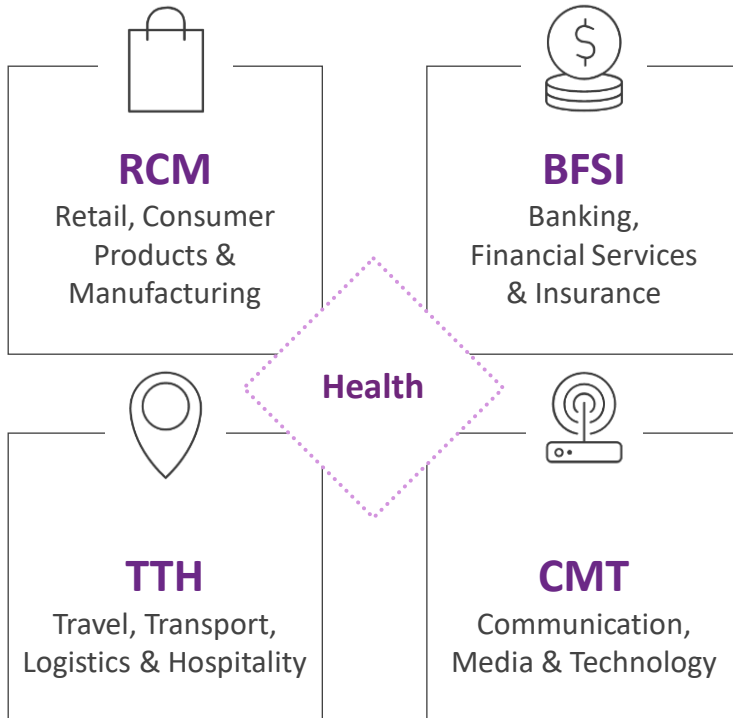 $
RCM
Retail, Consumer
Products &
Manufacturing
BFSI
Banking,
Financial Services
& Insurance
Health
TTH
Travel, Transport,
Logistics & Hospitality
CMT
Communication,
Media & Technology